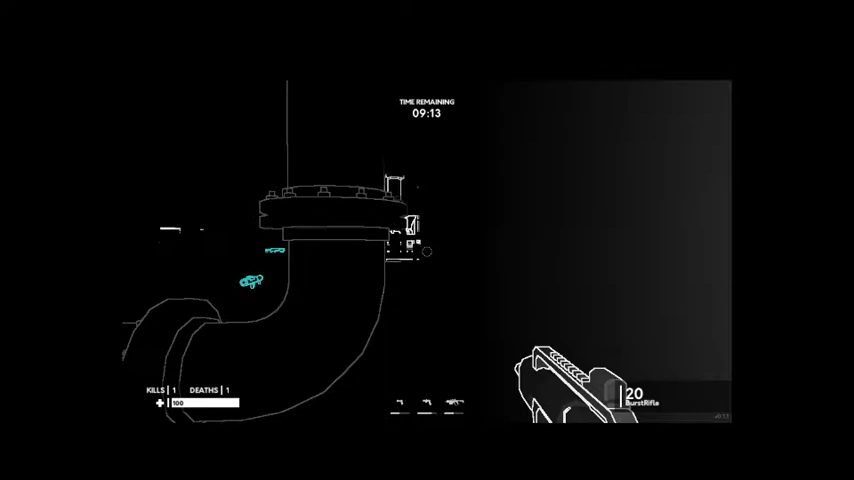 TIME REMAINING
09:13
KILLS 1 DEATHS 1
100
20
BurstRifle